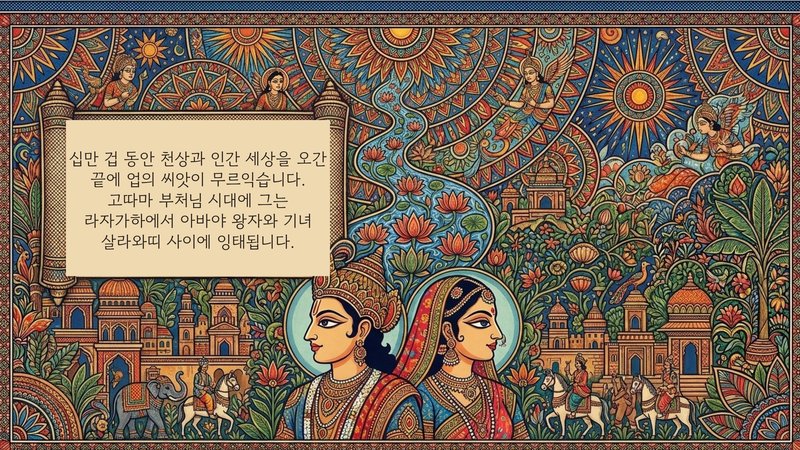 십만 겁 동안 천상과 인간 세상을 오간
끝에 업의 씨앗이 무르익습니다.
고따마 부처님 시대에 그는
라자가하에서 아바야 왕자와 기녀
살라와띠 사이에 잉태됩니다.